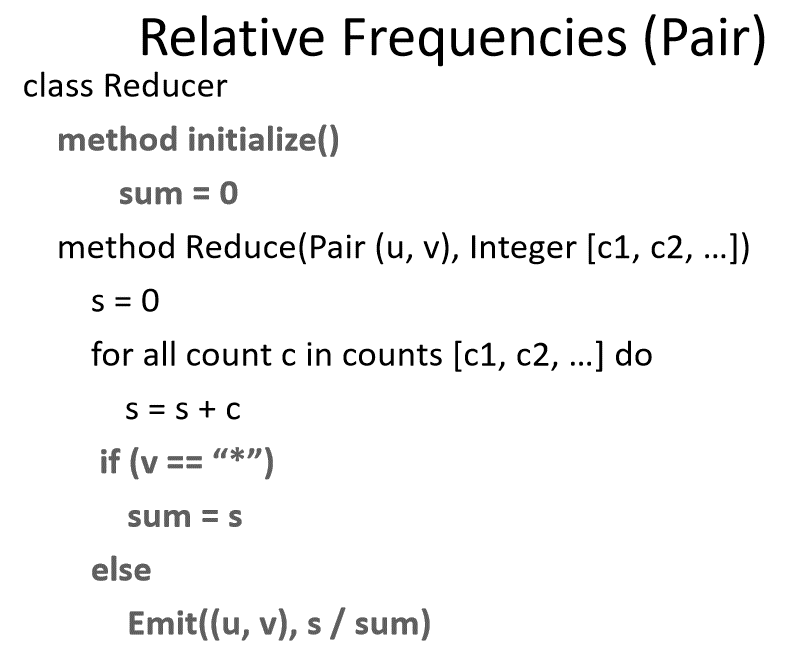 Relative Frequencies (Pair)
class Reducer
method initialize()
sum = 0
method Reduce(Pair (u, v), Integer [c1, c2, …])
s = 0
for all count c in counts [c1, c2, …] do
s = s + c
if (v == “*”)
sum = s
else
Emit((u, v), s / sum)